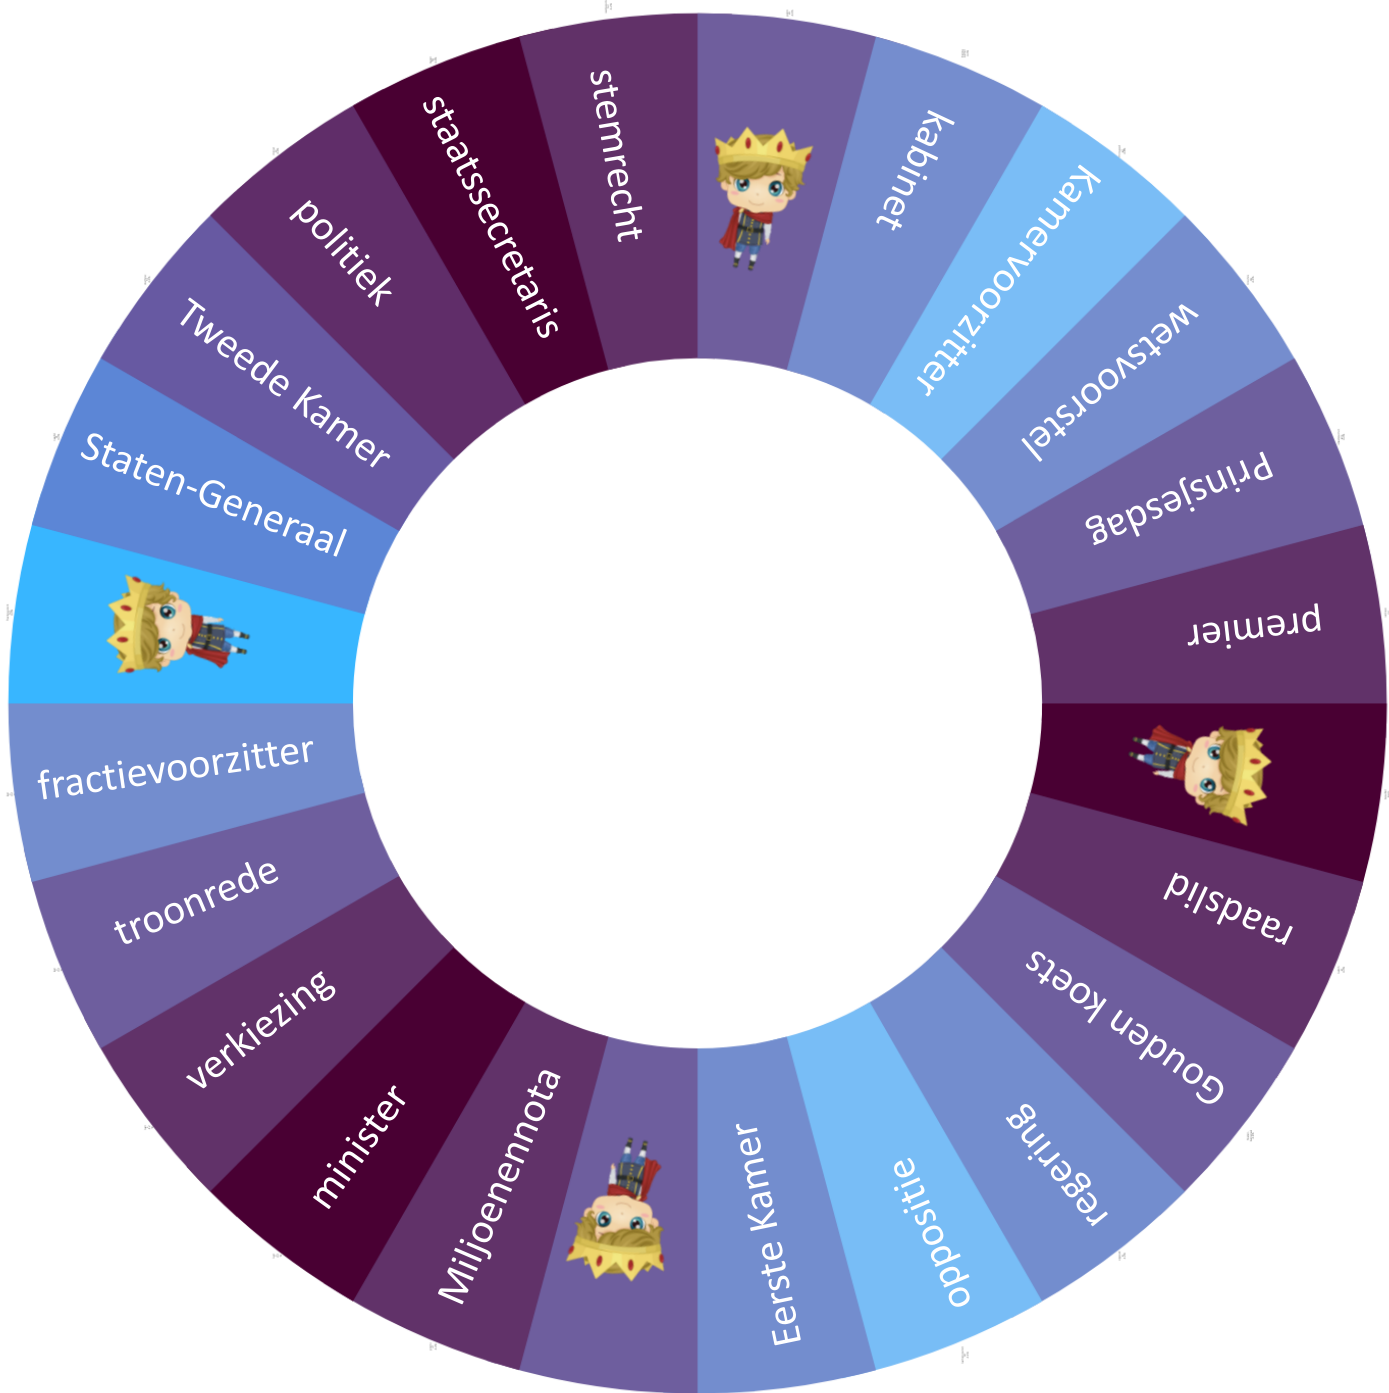 kabinet
Kamervoorzitter
wetsvoorstel
Prinsjesdag
premier
raadslid
Gouden koets
regering
oppositie
Eerste Kamer
Miljoenennota
minister
verkiezing
troonrede
fractievoorzitter
Staten-Generaal
Tweede Kamer
politiek
staatssecretaris
stemrecht